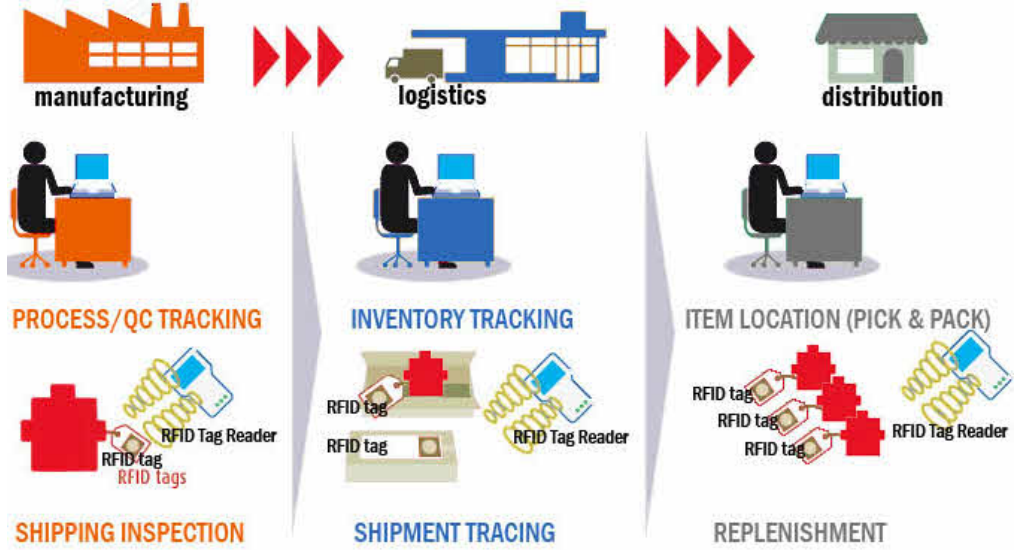 manufacturing
logistics
distribution
PROCESS/QC TRACKING
INVENTORY TRACKING
ITEM LOCATION (PICK & PACK)
RFID Tag Reader
RFID tag
RFID tags
RFID tag
RFID tag
RFID Tag Reader
RFID tag
RFID tag
RFID tag
RFID Tag Reader
SHIPPING INSPECTION
SHIPMENT TRACING
REPLENISHMENT